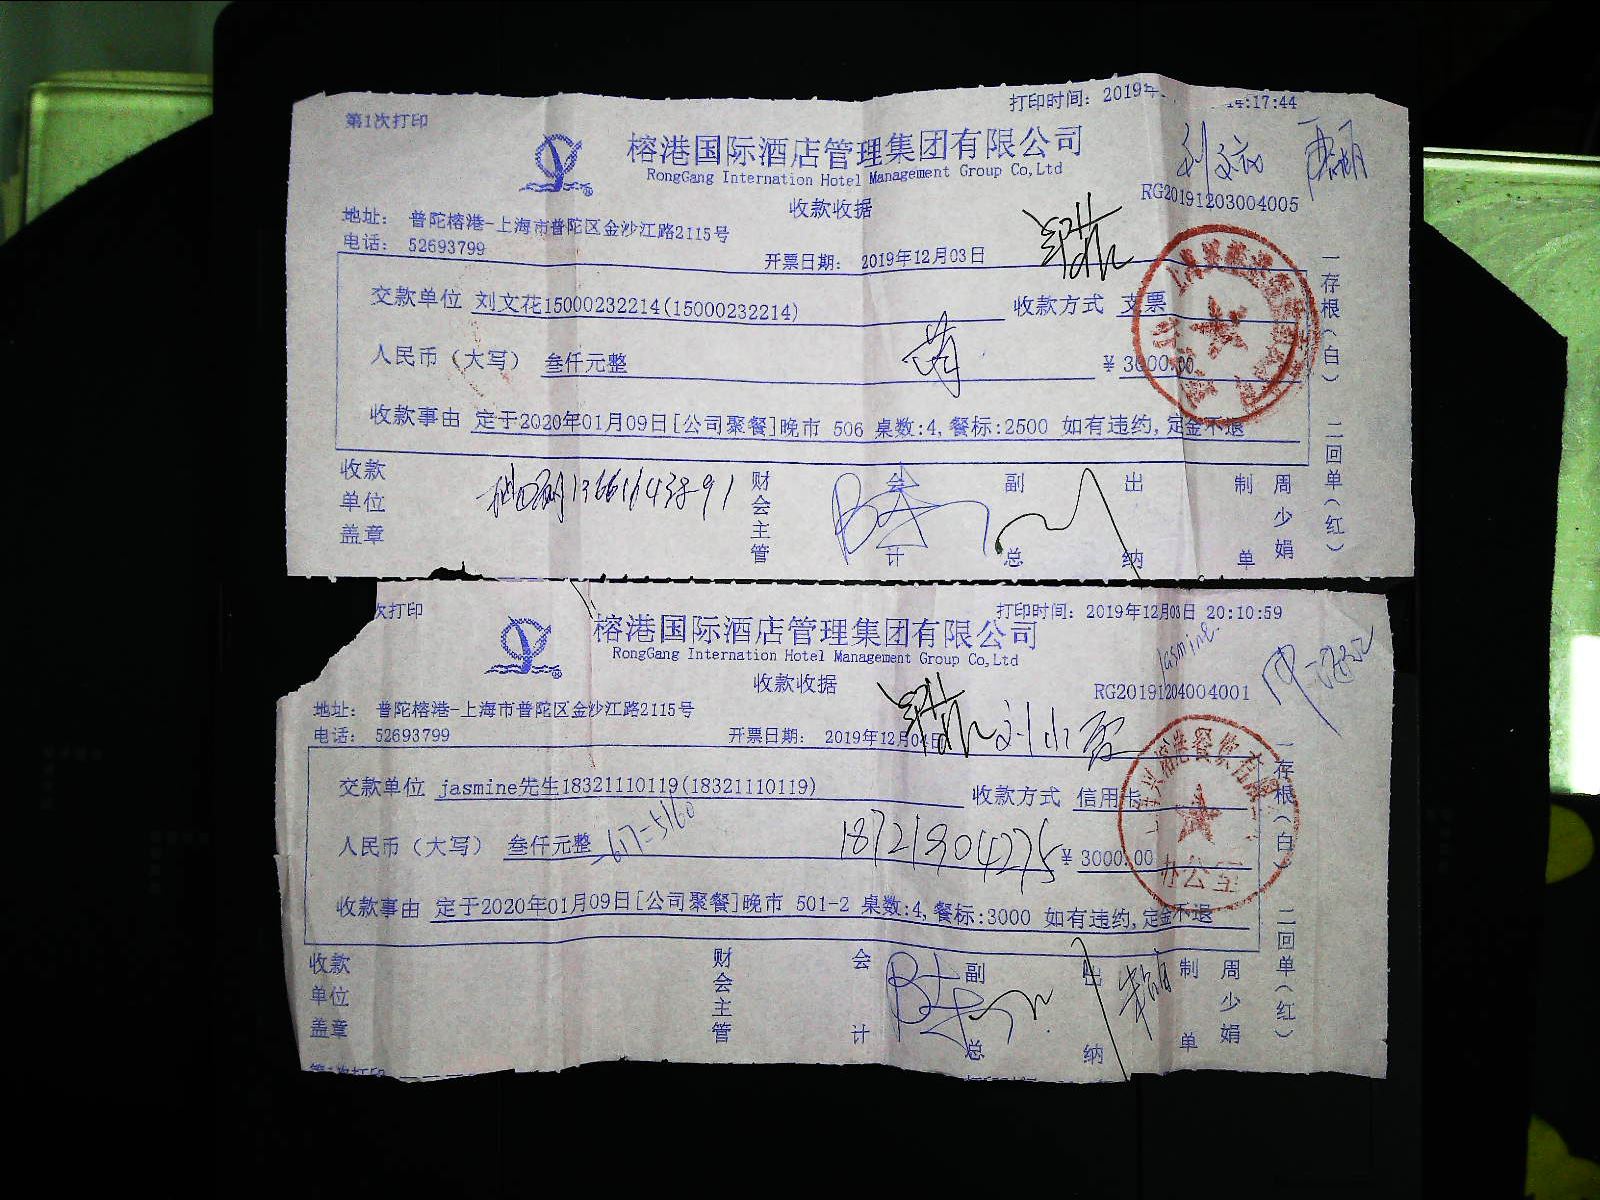 第1次打印
打印时间：2019年 14:17:44
榕港国际酒店管理集团有限公司
RongGang Internation Hotel Management Group Co,Ltd
收款收据
RG20191203004005
地址： 普陀榕港-上海市普陀区金沙江路2115号
电话： 52693799
开票日期： 2019年12月03日
交款单位 刘文花15000232214(15000232214) 收款方式 支票
人民币（大写） 叁仟元整 ¥ 3000.00
收款事由 定于2020年01月09日[公司聚餐]晚市 506 桌数:4,餐标:2500 如有违约,定金不退
一存根（白） 二回单（红）
收款单位盖章 13661643891 财会主管 会计 副总 出纳 制单 周少娟
次打印
打印时间：2019年12月03日 20:10:59
榕港国际酒店管理集团有限公司
RongGang Internation Hotel Management Group Co,Ltd
Jasmine.
收款收据
RG20191204004001
地址： 普陀榕港-上海市普陀区金沙江路2115号
电话： 52693799
开票日期： 2019年12月04日 刘小雪
交款单位 jasmine先生18321110119(18321110119) 收款方式 信用卡
人民币（大写） 叁仟元整 18721904275 ¥ 3000.00
办公室
收款事由 定于2020年01月09日[公司聚餐]晚市 501-2 桌数:4,餐标:3000 如有违约,定金不退
一存根（白） 二回单（红）
收款单位盖章 财会主管 会计 副总 出纳 制单 周少娟